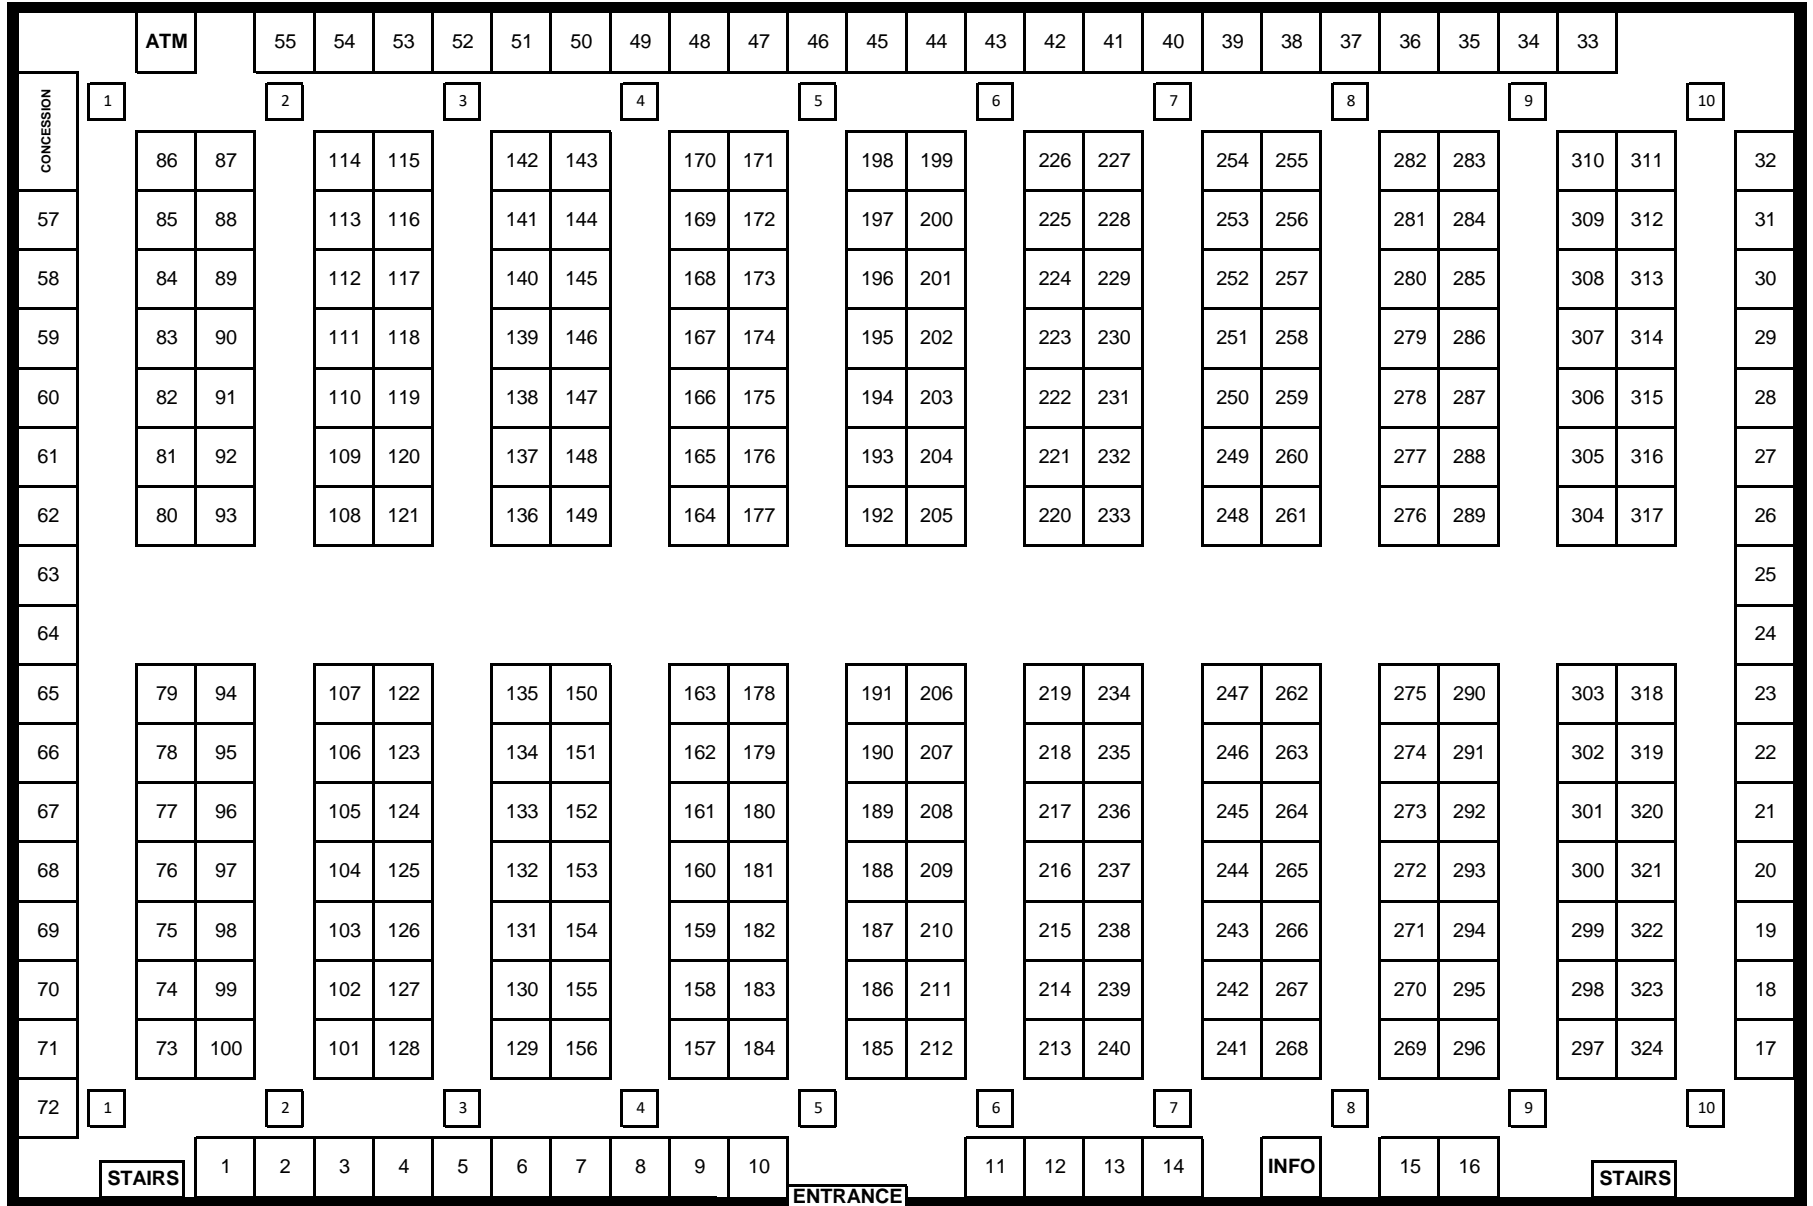 ATM 55 54 53 52 51 50 49 48 47 46 45 44 43 42 41 40 39 38 37 36 35 34 33
CONCESSION
1 2 3 4 5 6 7 8 9 10
86 87 114 115 142 143 170 171 198 199 226 227 254 255 282 283 310 311 32
57 85 88 113 116 141 144 169 172 197 200 225 228 253 256 281 284 309 312 31
58 84 89 112 117 140 145 168 173 196 201 224 229 252 257 280 285 308 313 30
59 83 90 111 118 139 146 167 174 195 202 223 230 251 258 279 286 307 314 29
60 82 91 110 119 138 147 166 175 194 203 222 231 250 259 278 287 306 315 28
61 81 92 109 120 137 148 165 176 193 204 221 232 249 260 277 288 305 316 27
62 80 93 108 121 136 149 164 177 192 205 220 233 248 261 276 289 304 317 26
63 25
64 24
65 79 94 107 122 135 150 163 178 191 206 219 234 247 262 275 290 303 318 23
66 78 95 106 123 134 151 162 179 190 207 218 235 246 263 274 291 302 319 22
67 77 96 105 124 133 152 161 180 189 208 217 236 245 264 273 292 301 320 21
68 76 97 104 125 132 153 160 181 188 209 216 237 244 265 272 293 300 321 20
69 75 98 103 126 131 154 159 182 187 210 215 238 243 266 271 294 299 322 19
70 74 99 102 127 130 155 158 183 186 211 214 239 242 267 270 295 298 323 18
71 73 100 101 128 129 156 157 184 185 212 213 240 241 268 269 296 297 324 17
72 1 2 3 4 5 6 7 8 9 10
STAIRS 1 2 3 4 5 6 7 8 9 10 11 12 13 14 INFO 15 16 STAIRS
ENTRANCE